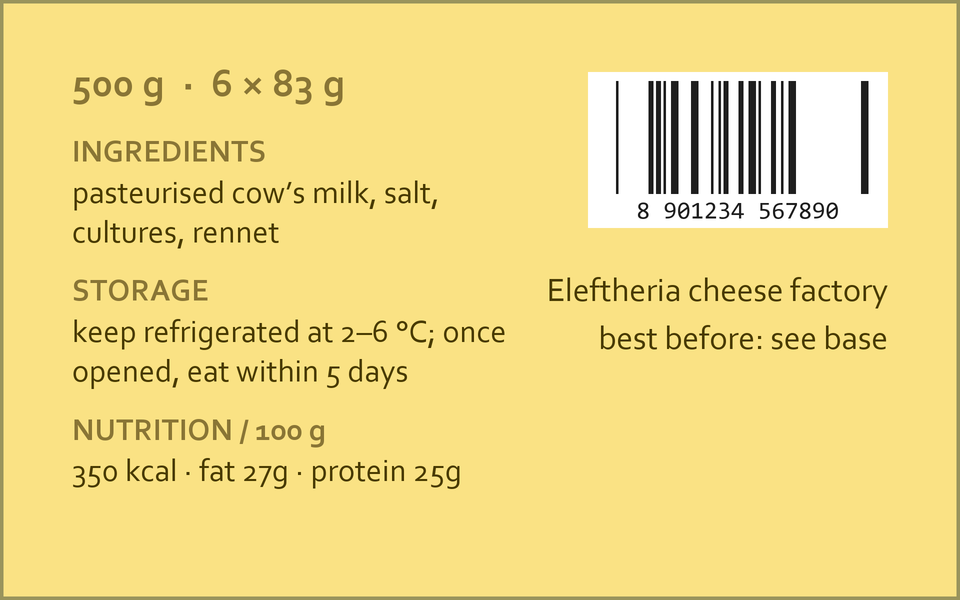 500 g · 6 × 83 g
INGREDIENTS
pasteurised cow’s milk, salt,
cultures, rennet
STORAGE
keep refrigerated at 2–6 °C; once
opened, eat within 5 days
NUTRITION / 100 g
350 kcal · fat 27g · protein 25g
8 901234 567890
Eleftheria cheese factory
best before: see base